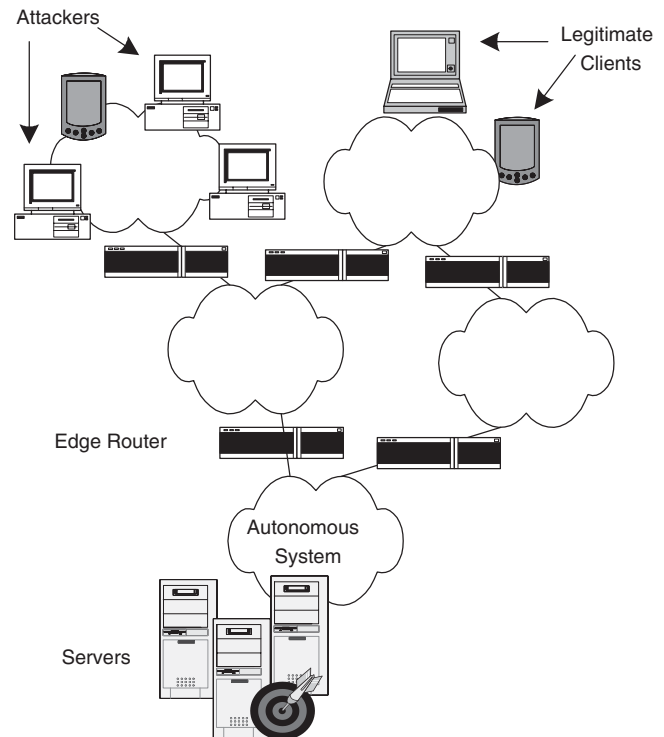 Attackers
Legitimate
Clients
Edge Router
Autonomous
System
Servers